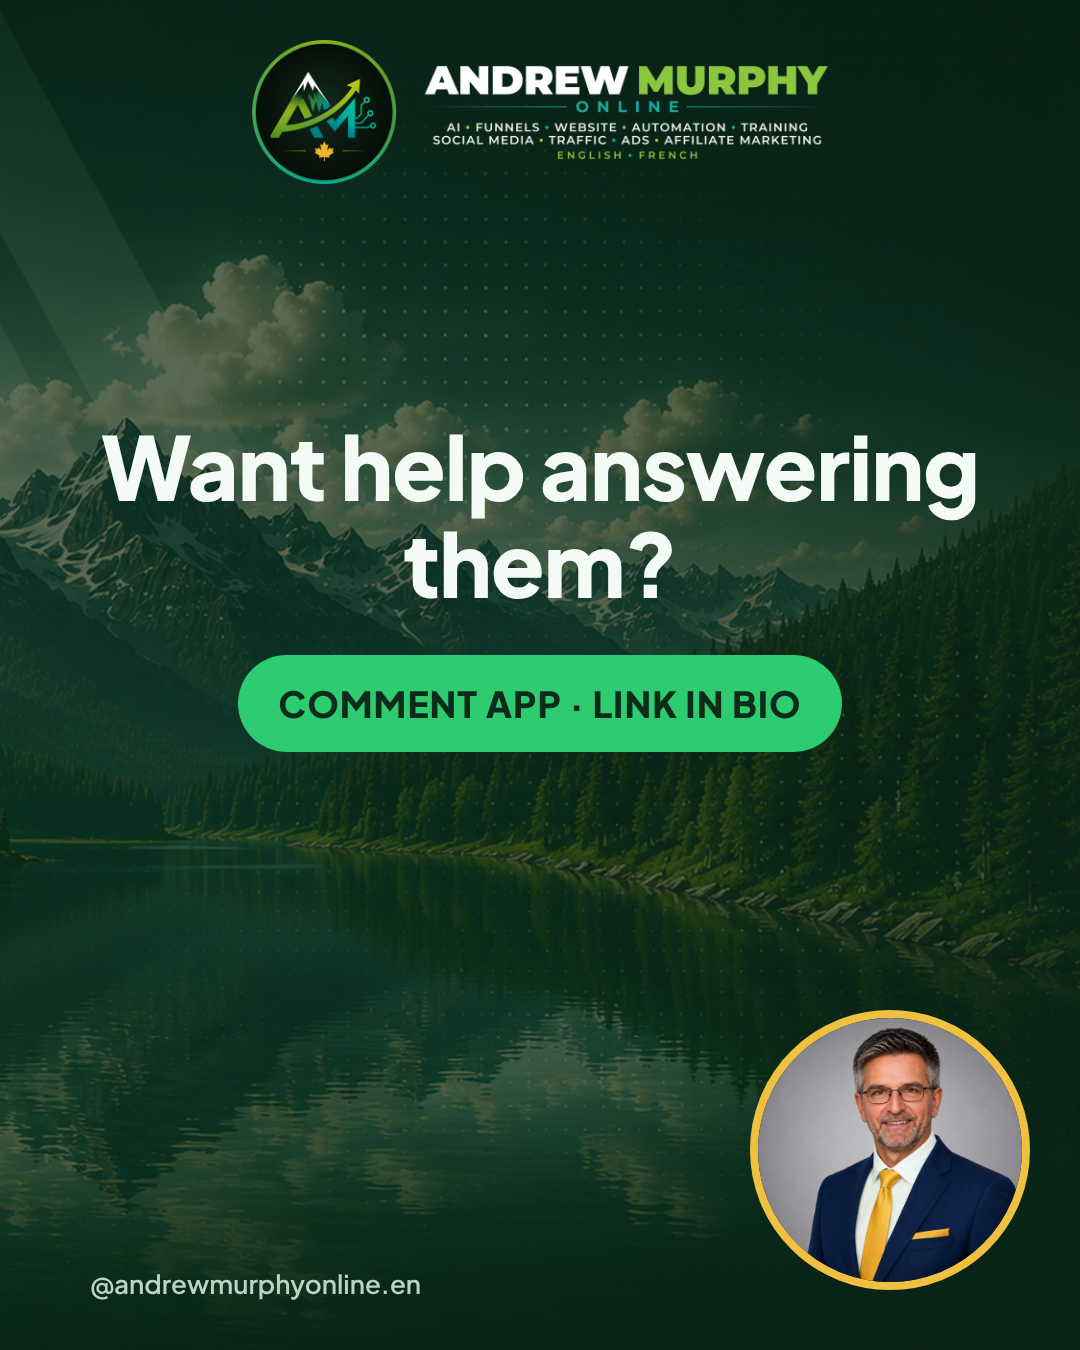 ANDREW MURPHY
ONLINE
AI • FUNNELS • WEBSITE • AUTOMATION • TRAINING
SOCIAL MEDIA • TRAFFIC • ADS • AFFILIATE MARKETING
ENGLISH • FRENCH
Want help answering
them?
COMMENT APP · LINK IN BIO
@andrewmurphyonline.en